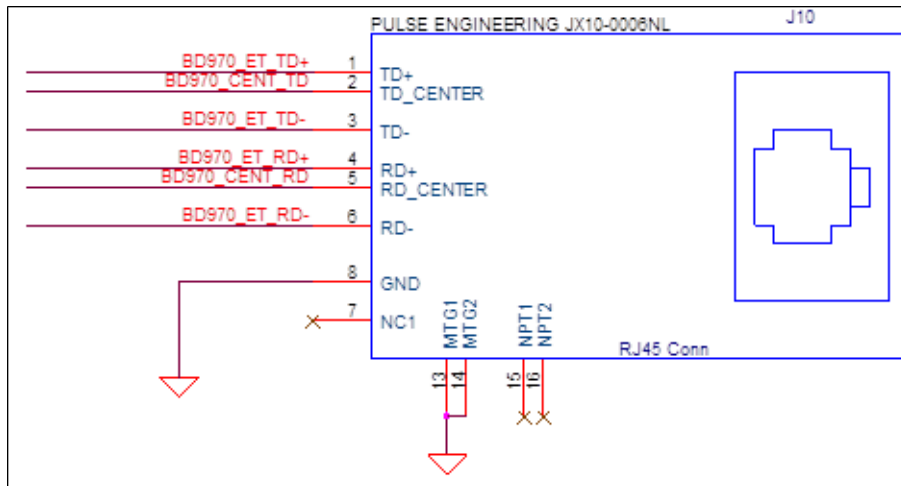 PULSE ENGINEERING JX10-0006NL
J10
BD970_ET_TD+ 1 TD+
BD970_CENT_TD 2 TD_CENTER
BD970_ET_TD- 3 TD-
BD970_ET_RD+ 4 RD+
BD970_CENT_RD 5 RD_CENTER
BD970_ET_RD- 6 RD-
8 GND
7 NC1
MTG1
MTG2
NPT1
NPT2
RJ45 Conn
13
14
15
16